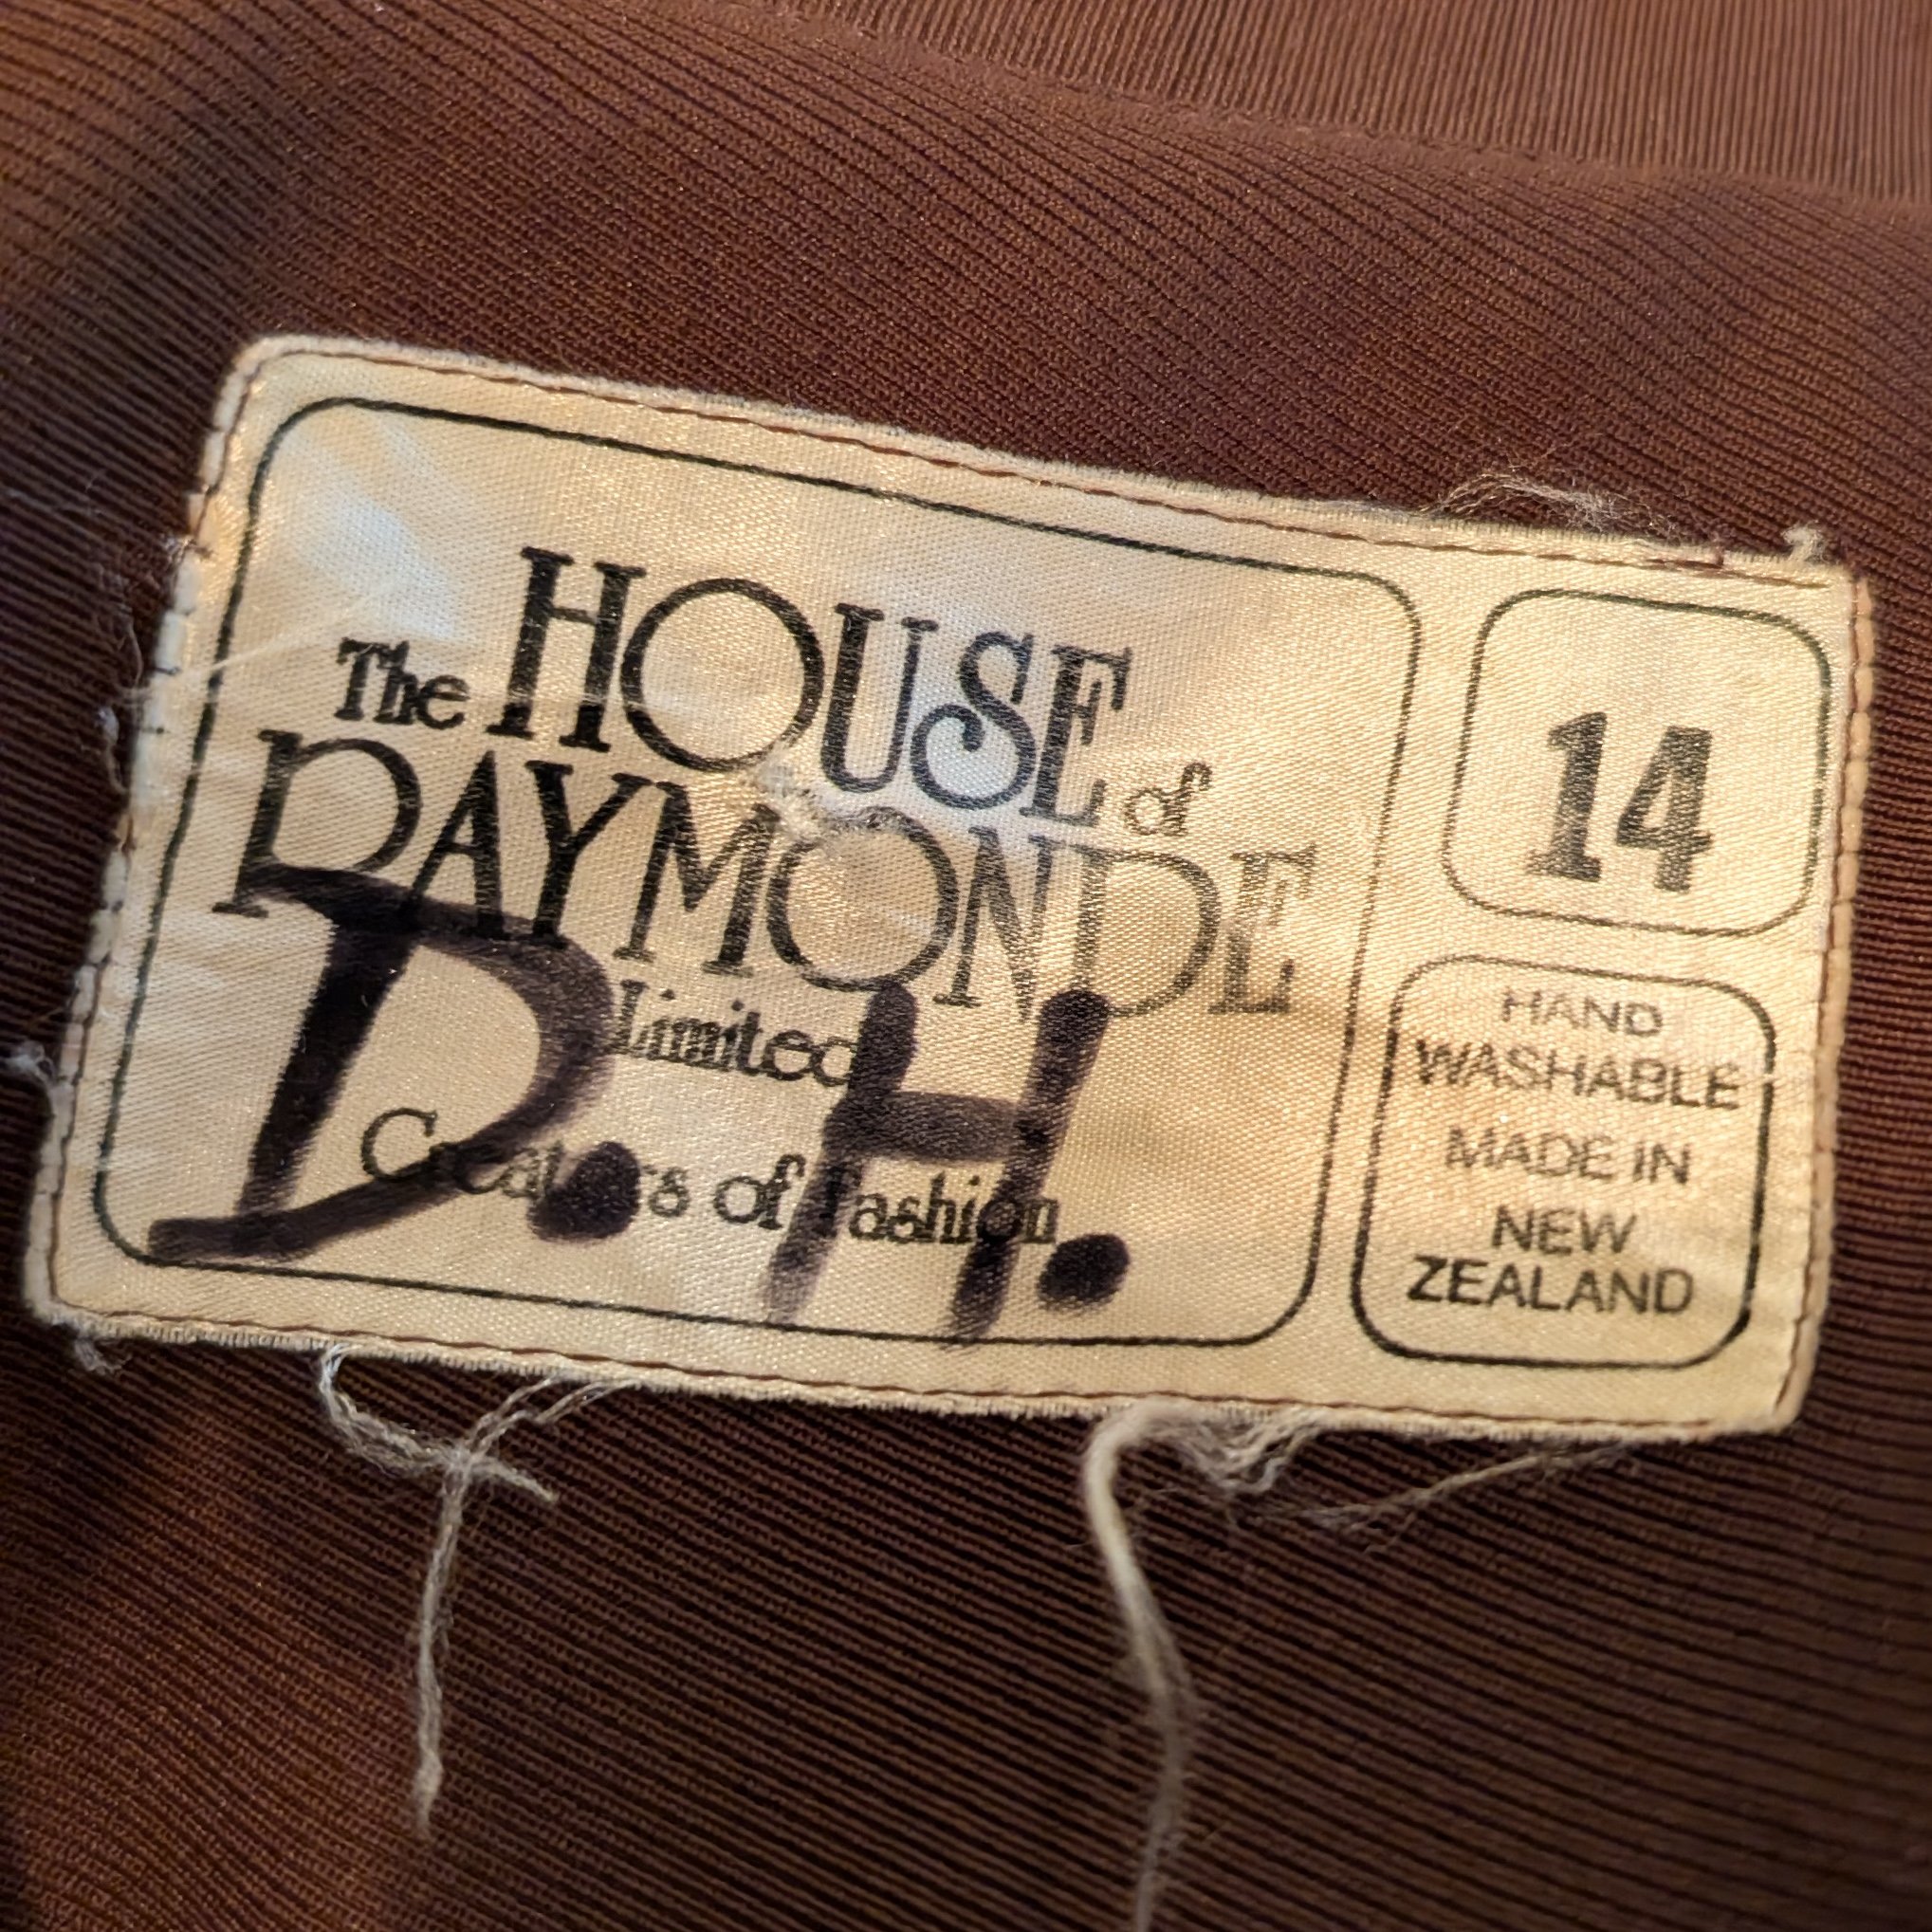 The HOUSE of
RAYMONDE
Limited
Creators of fashion
D.H.
14
HAND
WASHABLE
MADE IN
NEW
ZEALAND